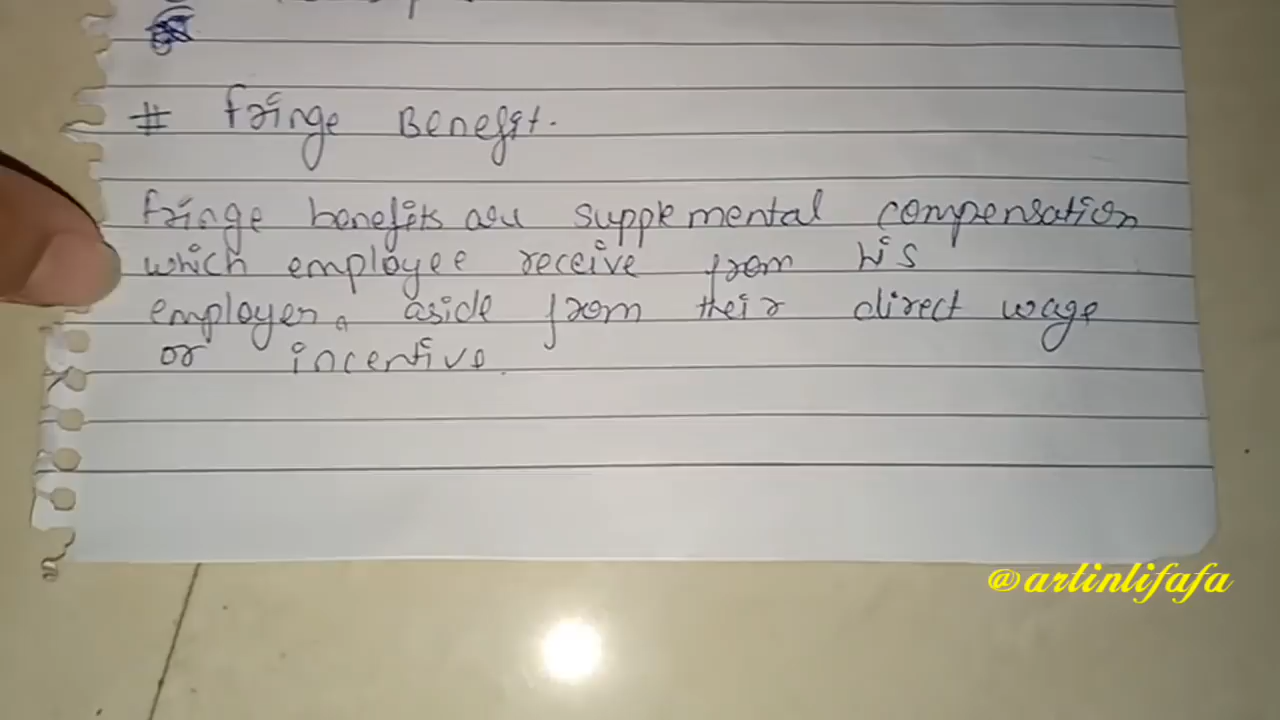 # Fringe Benefit.
Fringe benefits are supplemental compensation
which employee receive from his
employer, aside from their direct wage
or incentive.
@artinlifafa